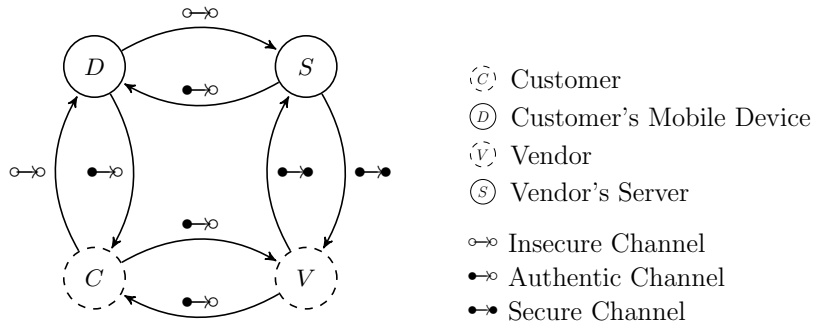 D
S
C
V
C Customer
D Customer's Mobile Device
V Vendor
S Vendor's Server
Insecure Channel
Authentic Channel
Secure Channel